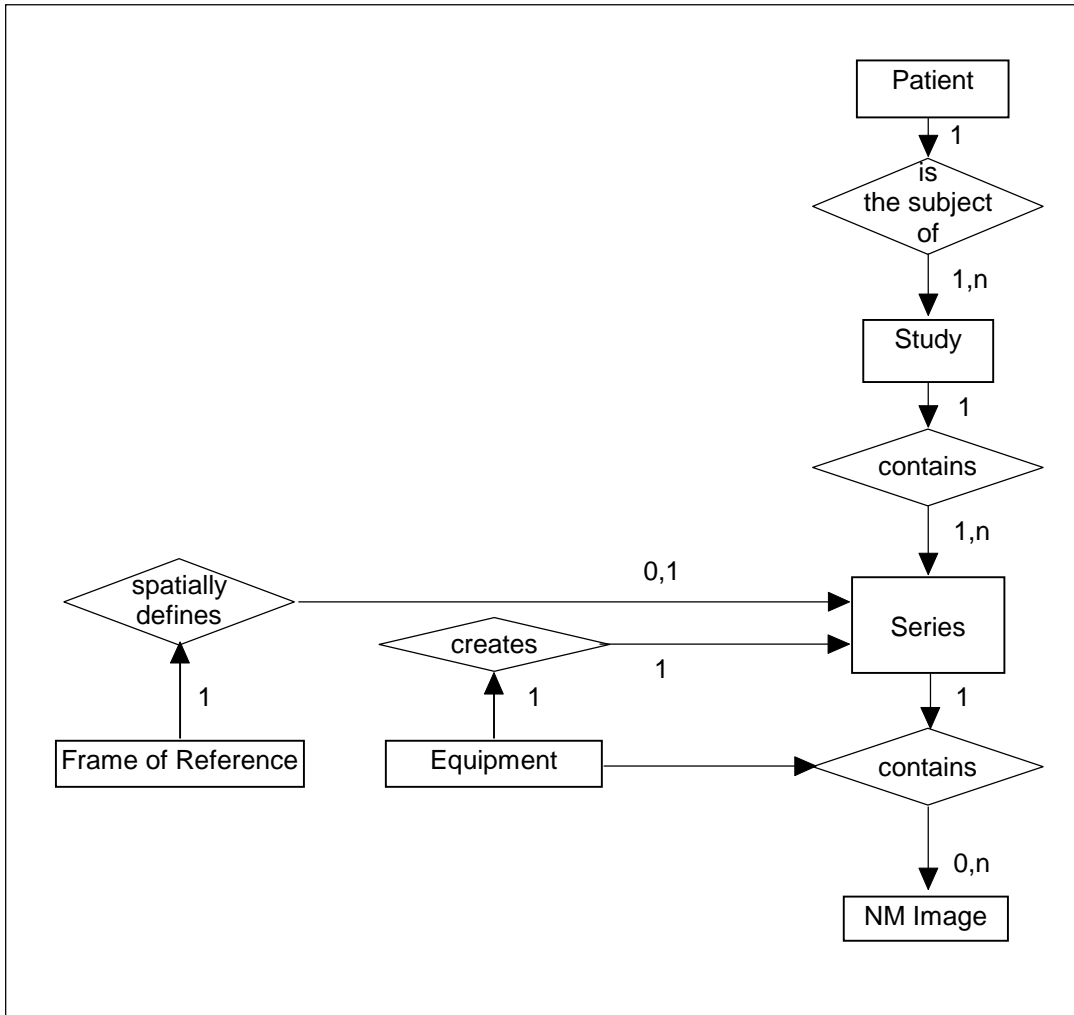 Patient
1
is
the subject
of
1,n
Study
1
contains
1,n
spatially
defines
0,1
Series
creates
1
1
1
1
Frame of Reference
Equipment
contains
0,n
NM Image